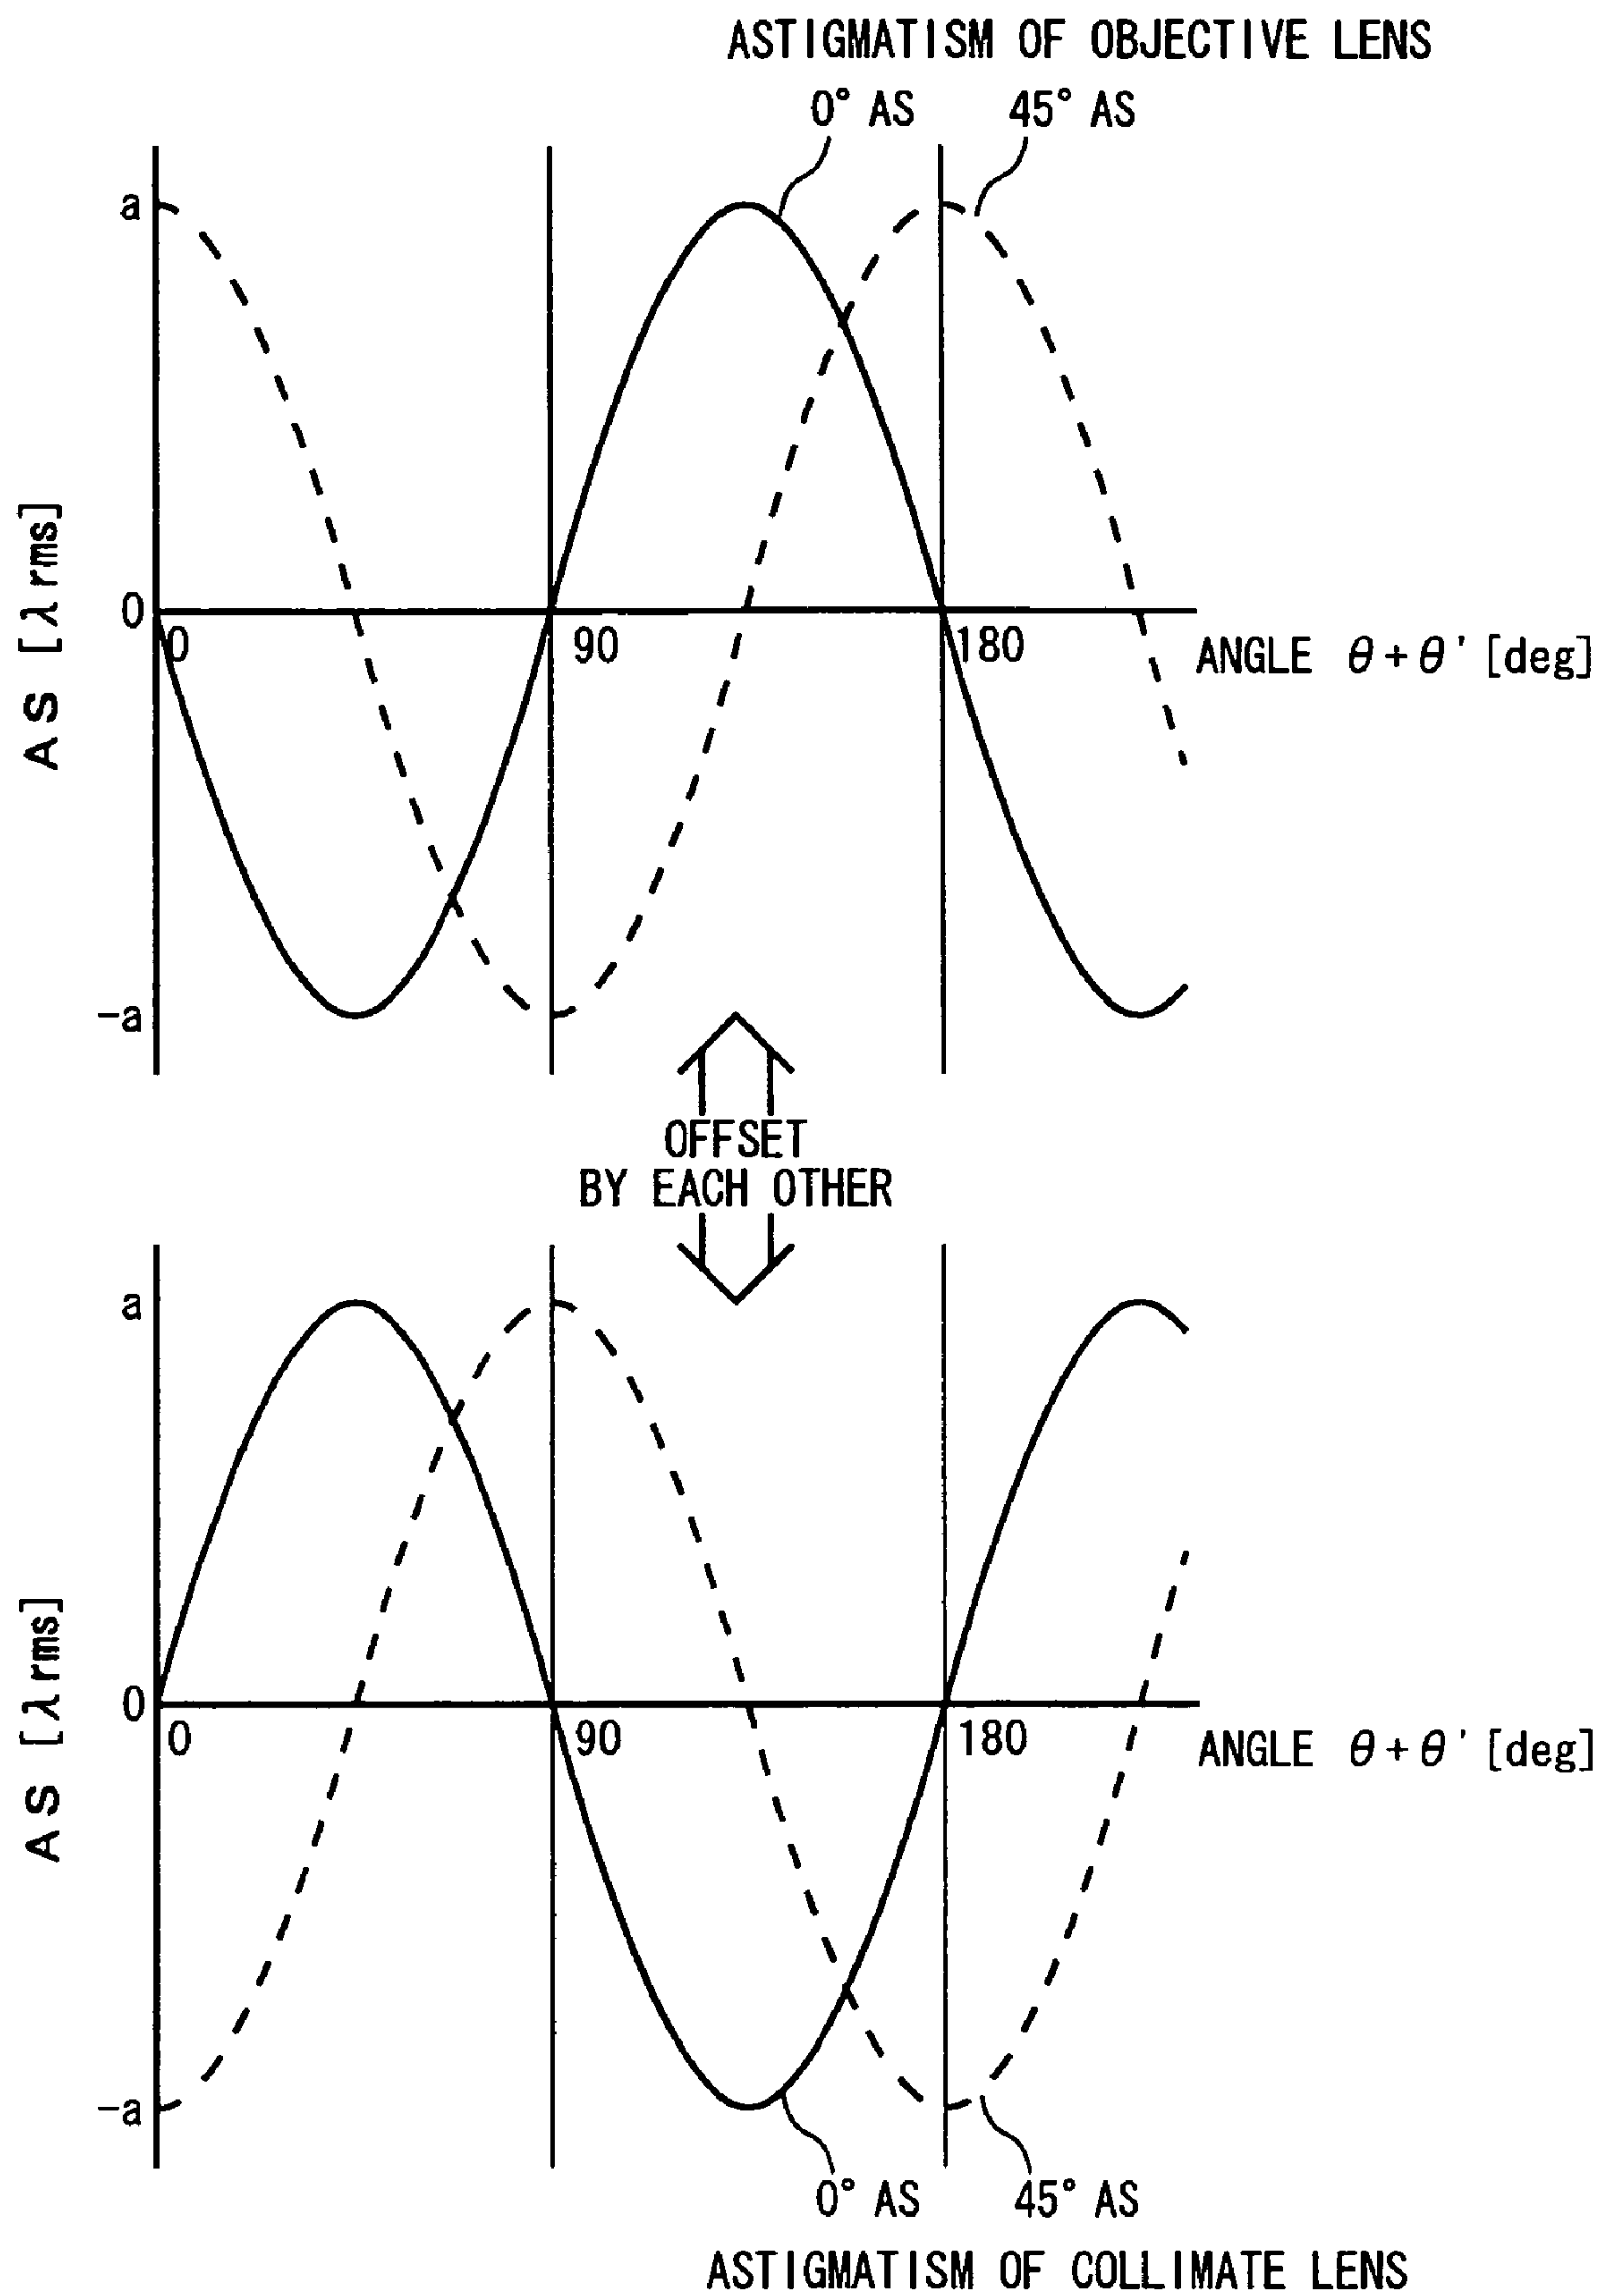 ASTIGMATISM OF OBJECTIVE LENS
0° AS 45° AS
a
AS [λrms]
0
0 90 180 ANGLE θ+θ' [deg]
-a
OFFSET
BY EACH OTHER
a
AS [λrms]
0
0 90 180 ANGLE θ+θ' [deg]
-a
0° AS 45° AS
ASTIGMATISM OF COLLIMATE LENS